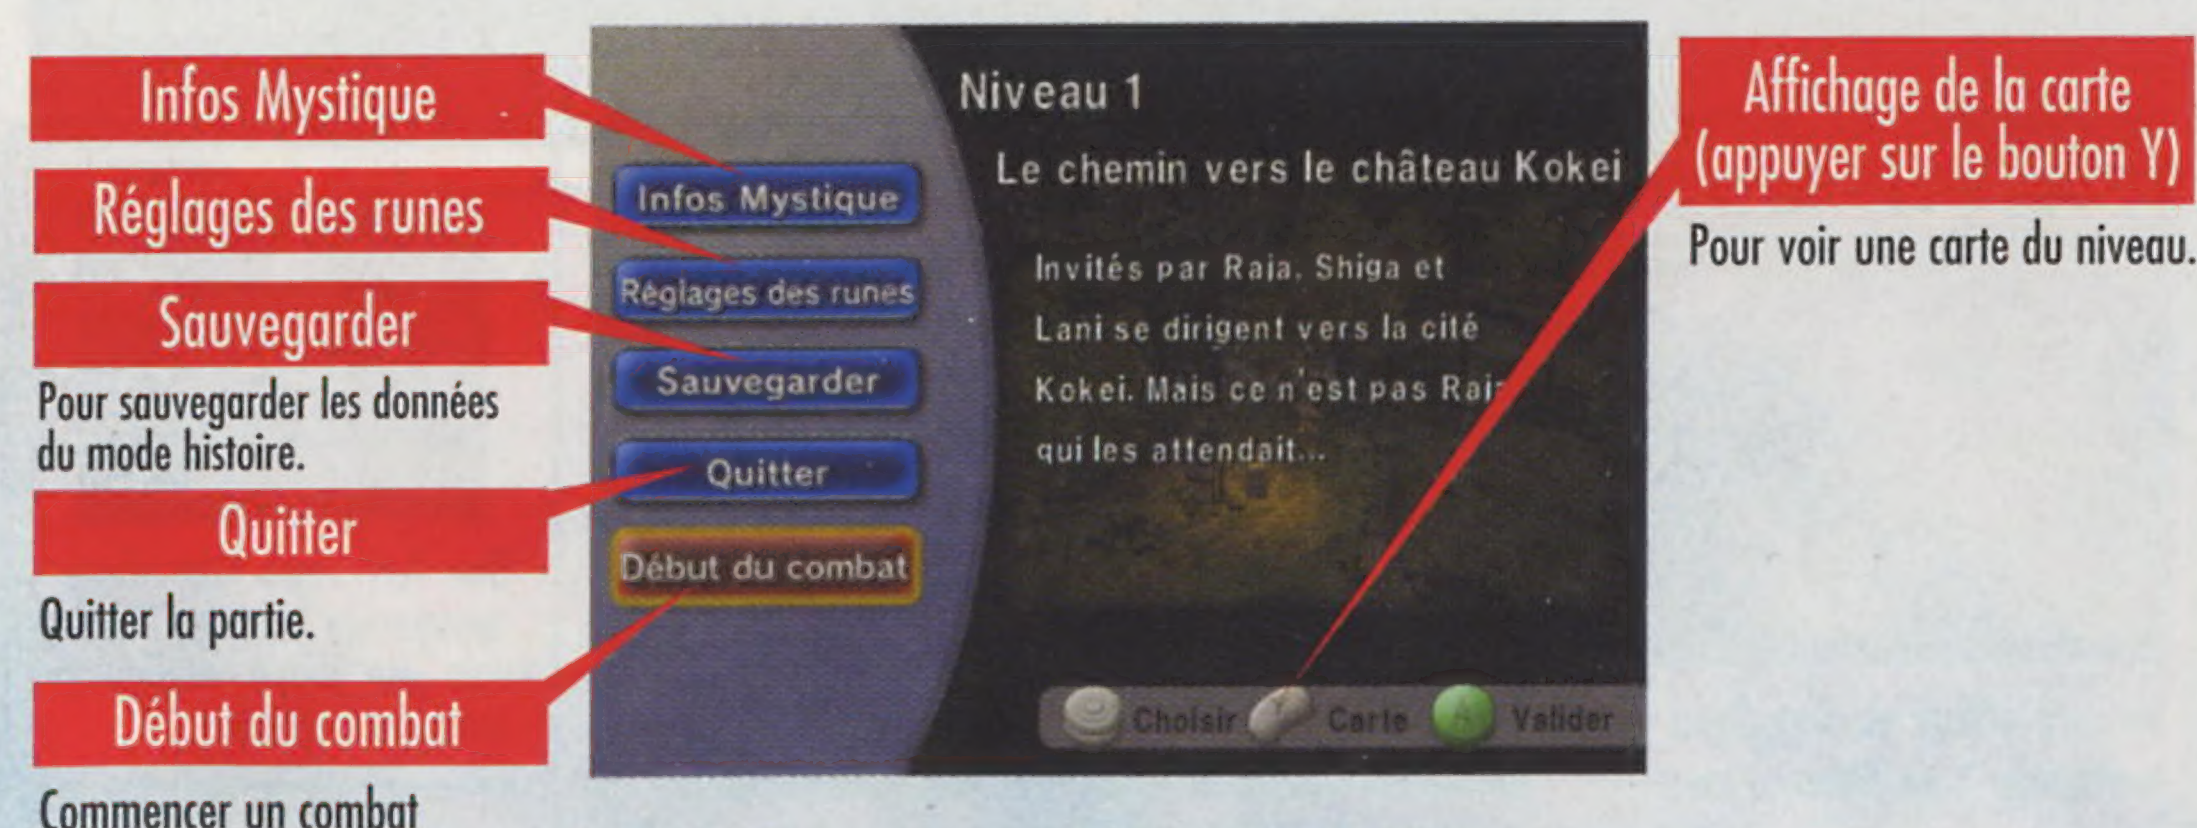 Infos Mystique
Réglages des runes
Sauvegarder
Pour sauvegarder les données
du mode histoire.
Quitter
Quitter la partie.
Début du combat
Commencer un combat
Infos Mystique
Réglages des runes
Sauvegarder
Quitter
Début du combat
Niveau 1
Le chemin vers le château Kokei
Invités par Raja, Shiga et
Lani se dirigent vers la cité
Kokei. Mais ce n'est pas Raja
qui les attendait...
Choisir Y Carte A Valider
Affichage de la carte
(appuyer sur le bouton Y)
Pour voir une carte du niveau.